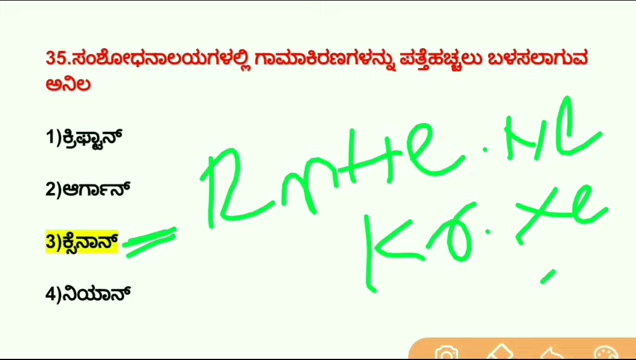 35.ಸಂಶೋಧನಾಲಯಗಳಲ್ಲಿ ಗಾಮಾಕಿರಣಗಳನ್ನು ಪತ್ತೆಹಚ್ಚಲು ಬಳಸಲಾಗುವ
ಅನಿಲ
1)ಕ್ರಿಫ್ಟಾನ್
2)ಆರ್ಗಾನ್
3)ಕ್ಸೆನಾನ್
4)ನಿಯಾನ್
Rn He. Ne
Kr. Xe